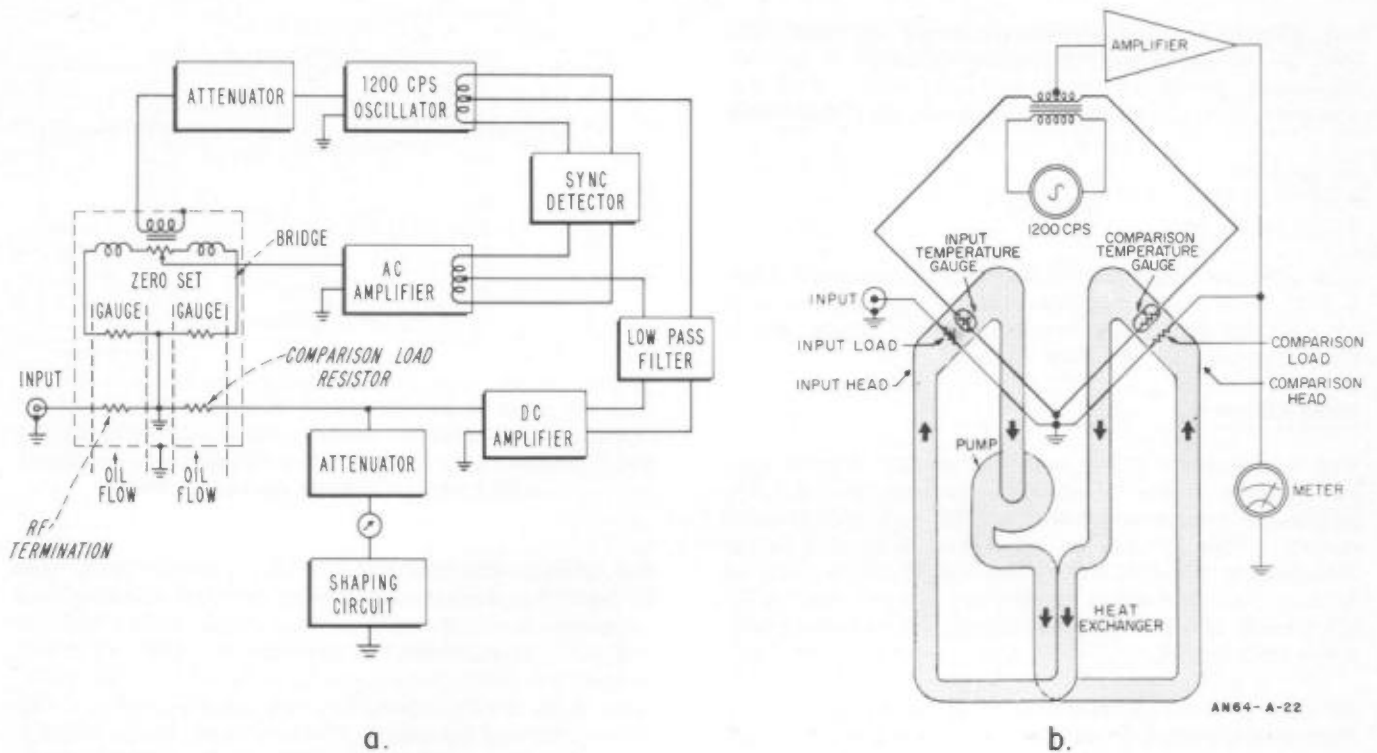 ATTENUATOR
1200 CPS
OSCILLATOR
SYNC
DETECTOR
BRIDGE
ZERO SET
AC
AMPLIFIER
GAUGE
GAUGE
LOW PASS
FILTER
COMPARISON LOAD
RESISTOR
INPUT
DC
AMPLIFIER
ATTENUATOR
OIL
FLOW
OIL
FLOW
RF
TERMINATION
SHAPING
CIRCUIT
a.
AMPLIFIER
1200 CPS
INPUT
TEMPERATURE
GAUGE
COMPARISON
TEMPERATURE
GAUGE
INPUT
INPUT LOAD
INPUT HEAD
COMPARISON
LOAD
COMPARISON
HEAD
PUMP
METER
HEAT
EXCHANGER
AN64-A-22
b.